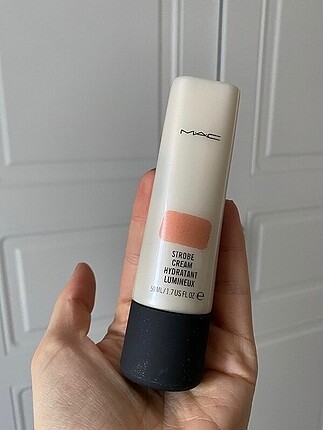 MAC
STROBE
CREAM
HYDRATANT
LUMINEUX
50 ML / 1.7 US FL OZ ℮